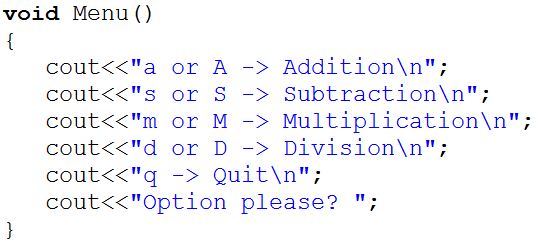 void Menu()
{
   cout<<"a or A -> Addition\n";
   cout<<"s or S -> Subtraction\n";
   cout<<"m or M -> Multiplication\n";
   cout<<"d or D -> Division\n";
   cout<<"q -> Quit\n";
   cout<<"Option please? ";
}